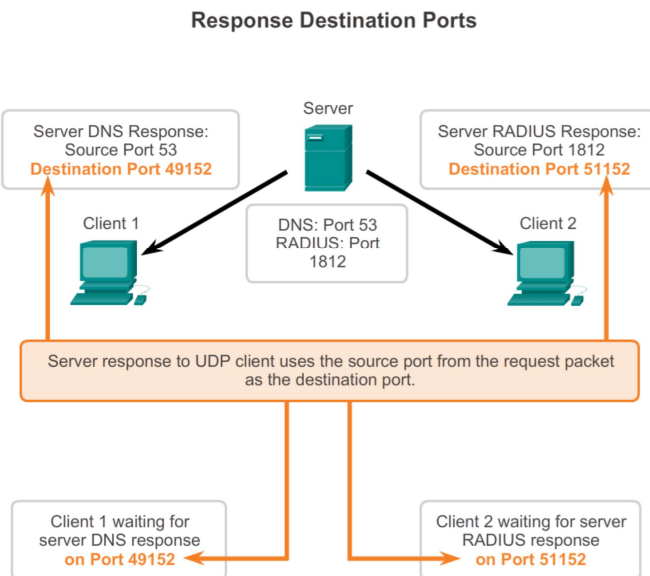 Response Destination Ports
Server
Server DNS Response:
Source Port 53
Destination Port 49152
Server RADIUS Response:
Source Port 1812
Destination Port 51152
Client 1
DNS: Port 53
RADIUS: Port
1812
Client 2
Server response to UDP client uses the source port from the request packet
as the destination port.
Client 1 waiting for
server DNS response
on Port 49152
Client 2 waiting for server
RADIUS response
on Port 51152